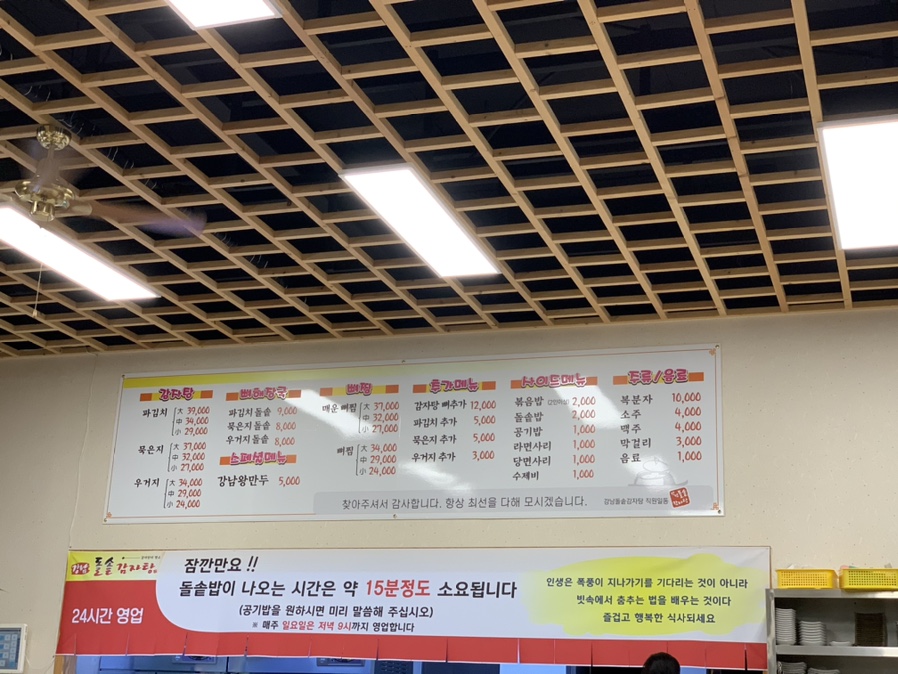 감자탕
파김치 大 39,000
中 34,000
小 29,000
묵은지 大 37,000
中 32,000
小 27,000
우거지 大 34,000
中 29,000
小 24,000
뼈해장국
파김치 돌솥 9,000
묵은지 돌솥 8,000
우거지 돌솥 8,000
스페셜메뉴
강남왕만두 5,000
뼈찜
매운 뼈찜 大 37,000
中 32,000
小 27,000
뼈찜 大 34,000
中 29,000
小 24,000
추가메뉴
감자탕 뼈추가 12,000
파김치 추가 5,000
묵은지 추가 5,000
우거지 추가 3,000
사이드메뉴
볶음밥 2,000
돌솥밥 2,000
공기밥 1,000
라면사리 1,000
당면사리 1,000
수제비 1,000
주류/음료
복분자 10,000
소주 4,000
맥주 4,000
막걸리 3,000
음료 1,000
찾아주셔서 감사합니다. 항상 최선을 다해 모시겠습니다.
강남돌솥감자탕 직원일동
강남 돌솥감자탕
24시간 영업
잠깐만요 !!
돌솥밥이 나오는 시간은 약 15분정도 소요됩니다
(공기밥을 원하시면 미리 말씀해 주십시오)
※ 매주 일요일은 저녁 9시까지 영업합니다
인생은 폭풍이 지나가기를 기다리는 것이 아니라
빗속에서 춤추는 법을 배우는 것이다
즐겁고 행복한 식사되세요